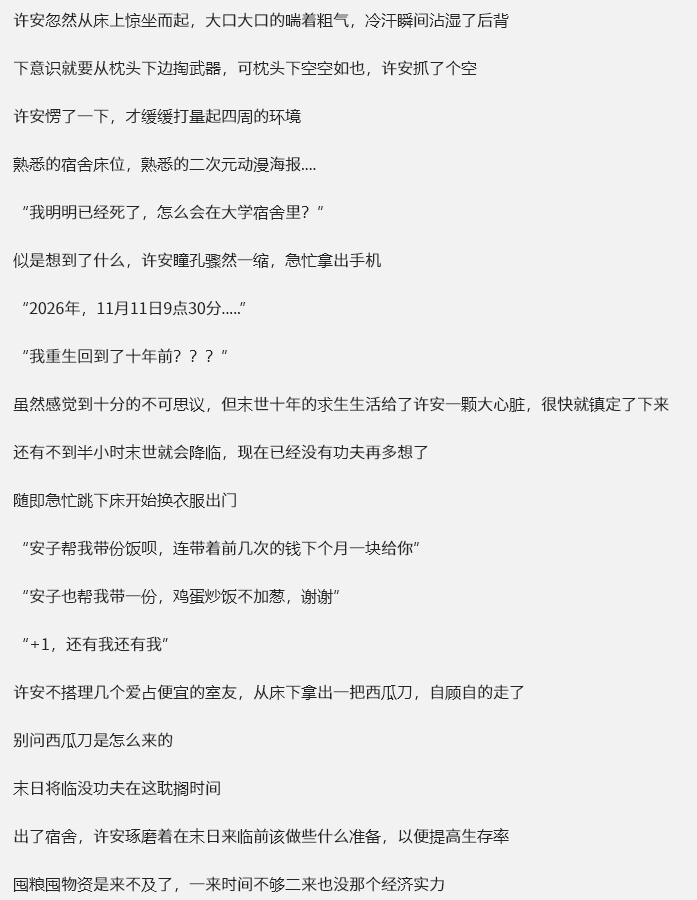 许安忽然从床上惊坐而起，大口大口的喘着粗气，冷汗瞬间沾湿了后背
下意识就要从枕头下边掏武器，可枕头下空空如也，许安抓了个空
许安愣了一下，才缓缓打量起四周的环境
熟悉的宿舍床位，熟悉的二次元动漫海报....
“我明明已经死了，怎么会在大学宿舍里？”
似是想到了什么，许安瞳孔骤然一缩，急忙拿出手机
“2026年，11月11日9点30分.....”
“我重生回到了十年前？？？”
虽然感觉到十分的不可思议，但末世十年的求生生活给了许安一颗大心脏，很快就镇定了下来
还有不到半小时末世就会降临，现在已经没有功夫再多想了
随即急忙跳下床开始换衣服出门
“安子帮我带份饭呗，连带着前几次的钱下个月一块给你”
“安子也帮我带一份，鸡蛋炒饭不加葱，谢谢”
“+1，还有我还有我”
许安不搭理几个爱占便宜的室友，从床下拿出一把西瓜刀，自顾自的走了
别问西瓜刀是怎么来的
末日将临没功夫在这耽搁时间
出了宿舍，许安琢磨着在末日来临前该做些什么准备，以便提高生存率
囤粮囤物资是来不及了，一来时间不够二来也没那个经济实力